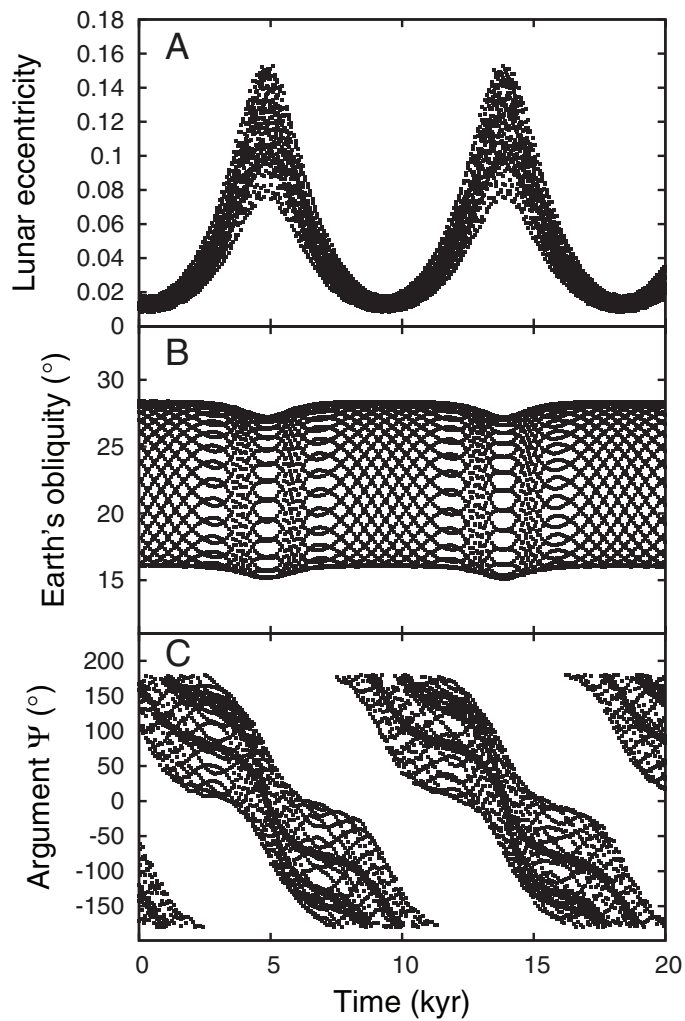 A
Lunar eccentricity
0.18
0.16
0.14
0.12
0.1
0.08
0.06
0.04
0.02
0
B
Earth's obliquity (°)
30
25
20
15
C
Argument Ψ (°)
200
150
100
50
0
-50
-100
-150
0 5 10 15 20
Time (kyr)